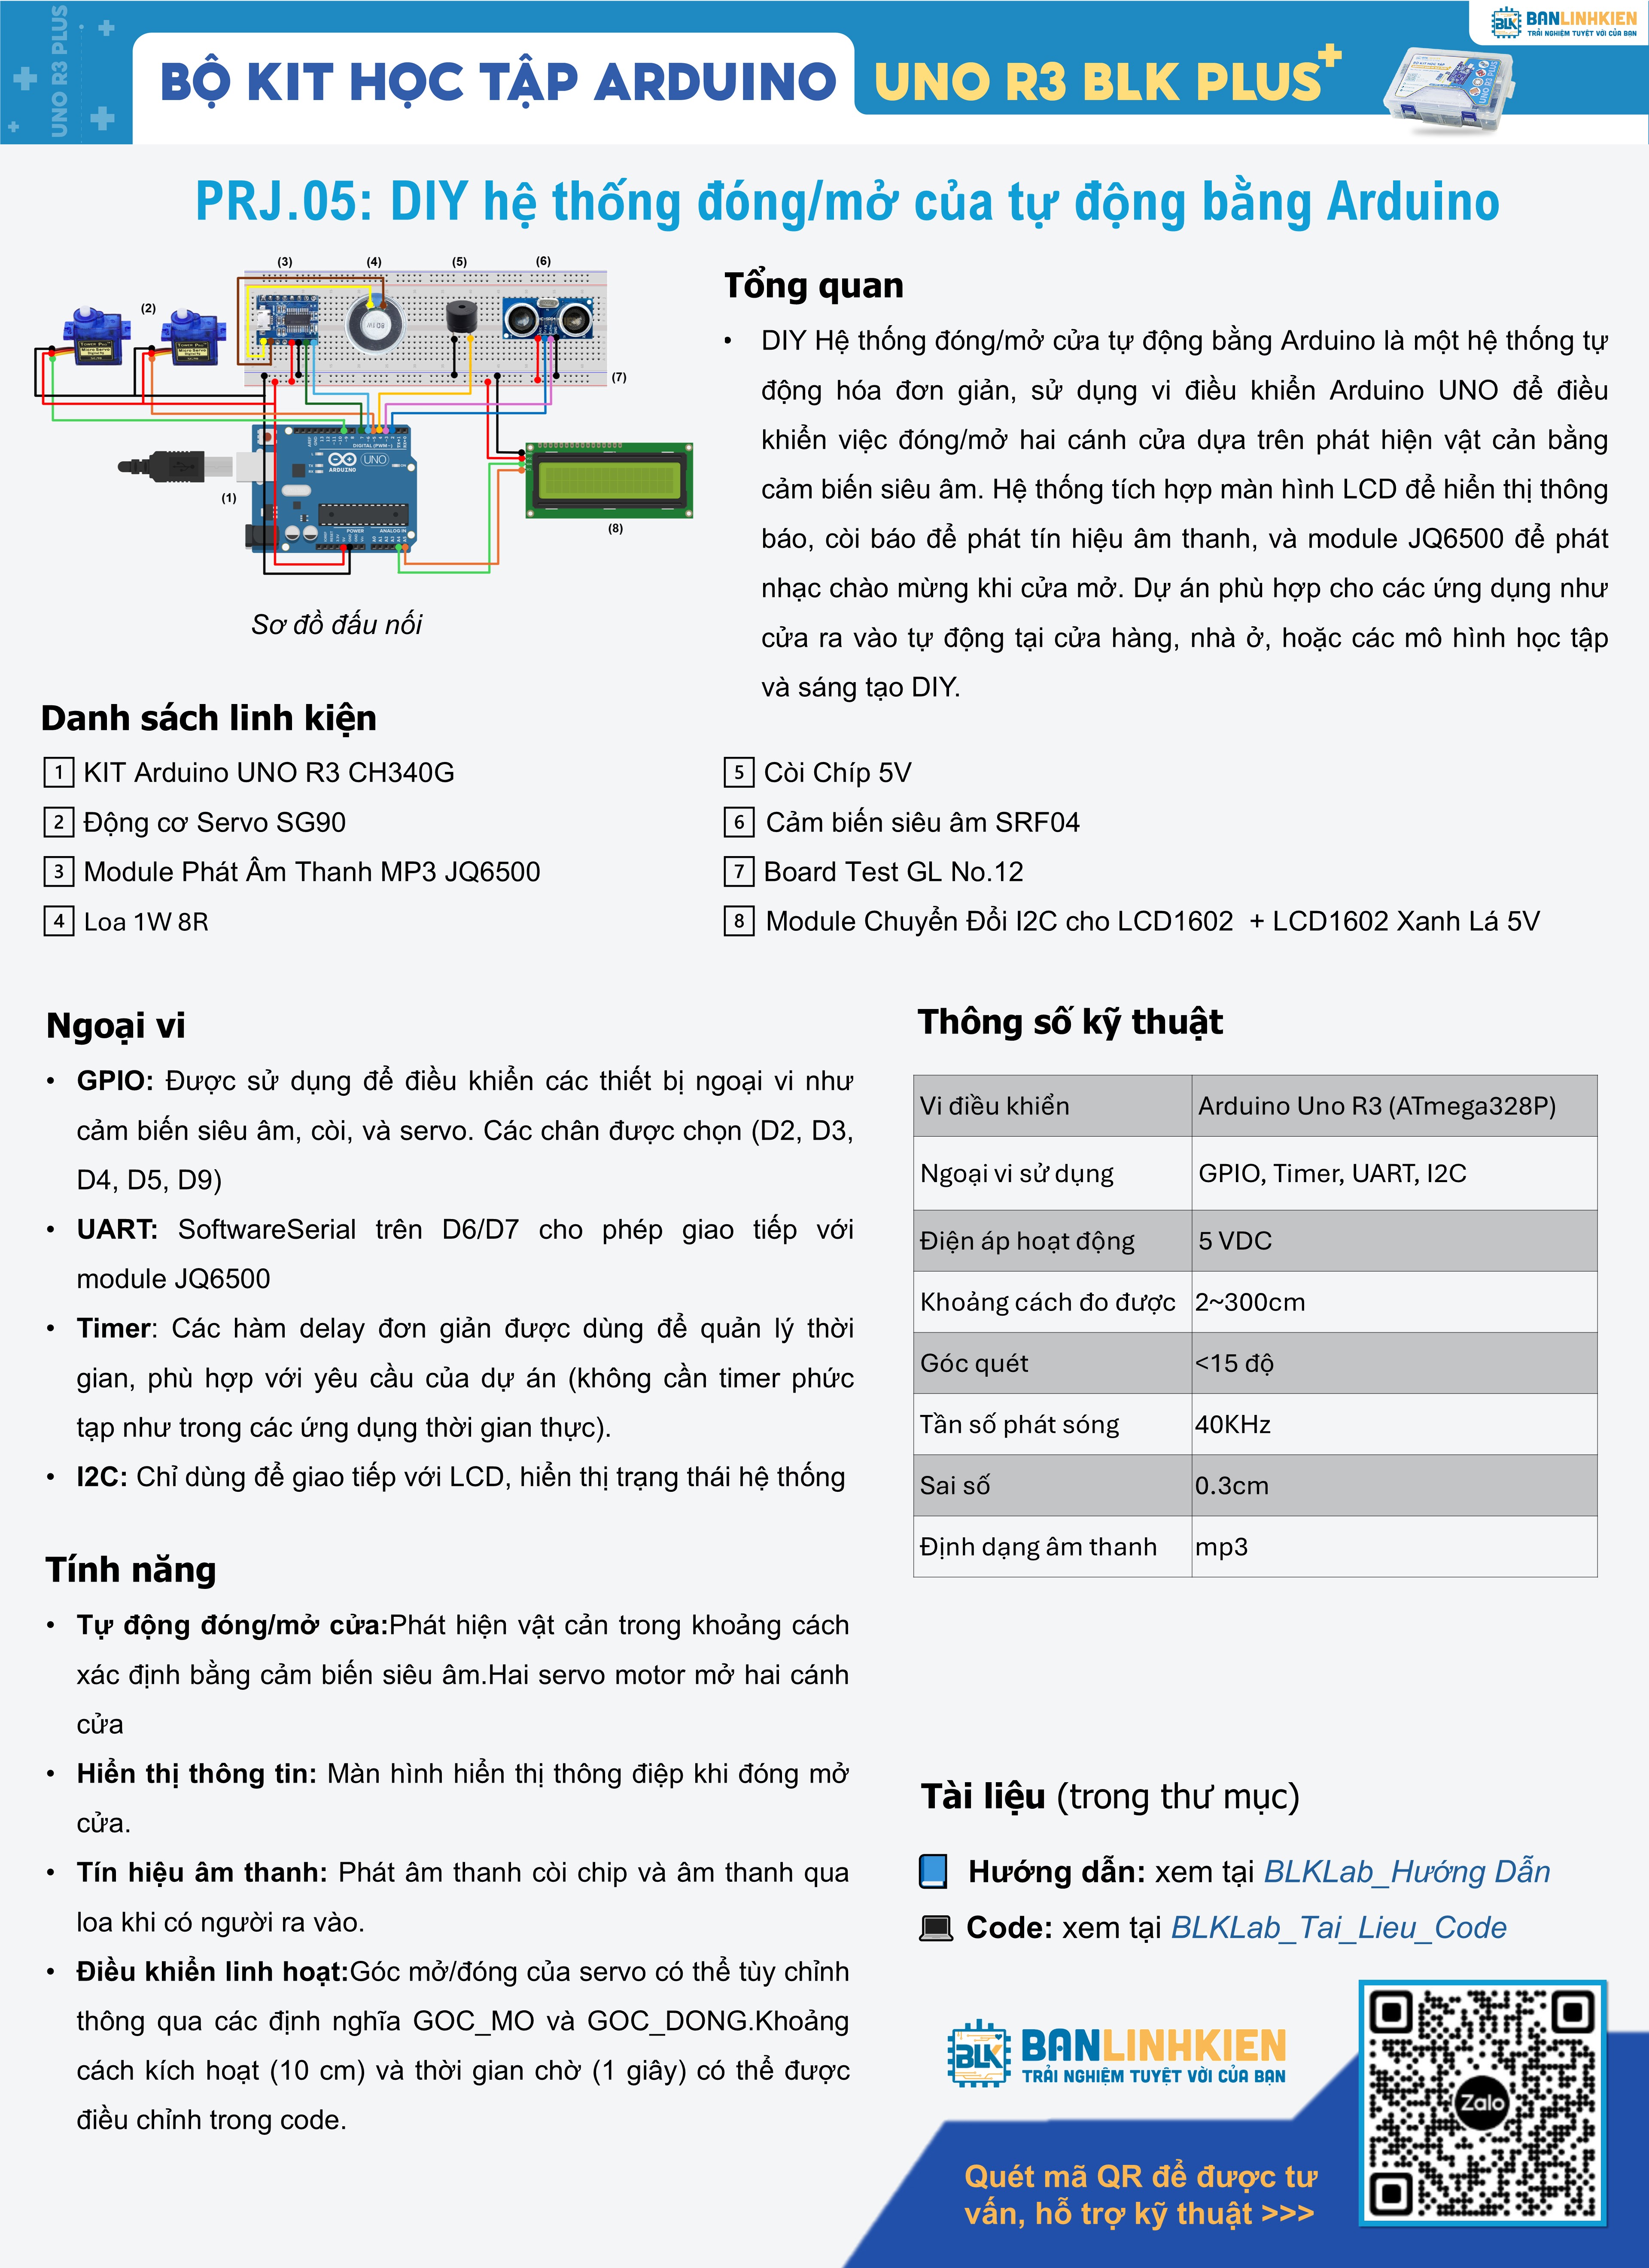 UNO R3 PLUS
BỘ KIT HỌC TẬP ARDUINO
UNO R3 BLK PLUS+
BLK BANLINHKIEN
TRẢI NGHIỆM TUYỆT VỜI CỦA BẠN
PRJ.05: DIY hệ thống đóng/mở của tự động bằng Arduino
(3) (4) (5) (6)
(2)
(7)
8Ω 1W
DIGITAL (PWM~)
UNO
ARDUINO
(1)
POWER
ANALOG IN
(8)
Sơ đồ đấu nối
Tổng quan
• DIY Hệ thống đóng/mở cửa tự động bằng Arduino là một hệ thống tự
động hóa đơn giản, sử dụng vi điều khiển Arduino UNO để điều
khiển việc đóng/mở hai cánh cửa dựa trên phát hiện vật cản bằng
cảm biến siêu âm. Hệ thống tích hợp màn hình LCD để hiển thị thông
báo, còi báo để phát tín hiệu âm thanh, và module JQ6500 để phát
nhạc chào mừng khi cửa mở. Dự án phù hợp cho các ứng dụng như
cửa ra vào tự động tại cửa hàng, nhà ở, hoặc các mô hình học tập
và sáng tạo DIY.
Danh sách linh kiện
1 KIT Arduino UNO R3 CH340G
2 Động cơ Servo SG90
3 Module Phát Âm Thanh MP3 JQ6500
4 Loa 1W 8R
5 Còi Chíp 5V
6 Cảm biến siêu âm SRF04
7 Board Test GL No.12
8 Module Chuyển Đổi I2C cho LCD1602 + LCD1602 Xanh Lá 5V
Ngoại vi
• GPIO: Được sử dụng để điều khiển các thiết bị ngoại vi như
cảm biến siêu âm, còi, và servo. Các chân được chọn (D2, D3,
D4, D5, D9)
• UART: SoftwareSerial trên D6/D7 cho phép giao tiếp với
module JQ6500
• Timer: Các hàm delay đơn giản được dùng để quản lý thời
gian, phù hợp với yêu cầu của dự án (không cần timer phức
tạp như trong các ứng dụng thời gian thực).
• I2C: Chỉ dùng để giao tiếp với LCD, hiển thị trạng thái hệ thống
Tính năng
• Tự động đóng/mở cửa:Phát hiện vật cản trong khoảng cách
xác định bằng cảm biến siêu âm.Hai servo motor mở hai cánh
cửa
• Hiển thị thông tin: Màn hình hiển thị thông điệp khi đóng mở
cửa.
• Tín hiệu âm thanh: Phát âm thanh còi chip và âm thanh qua
loa khi có người ra vào.
• Điều khiển linh hoạt:Góc mở/đóng của servo có thể tùy chỉnh
thông qua các định nghĩa GOC_MO và GOC_DONG.Khoảng
cách kích hoạt (10 cm) và thời gian chờ (1 giây) có thể được
điều chỉnh trong code.
Thông số kỹ thuật
Vi điều khiển Arduino Uno R3 (ATmega328P)
Ngoại vi sử dụng GPIO, Timer, UART, I2C
Điện áp hoạt động 5 VDC
Khoảng cách đo được 2~300cm
Góc quét <15 độ
Tần số phát sóng 40KHz
Sai số 0.3cm
Định dạng âm thanh mp3
Tài liệu (trong thư mục)
Hướng dẫn: xem tại BLKLab_Hướng Dẫn
Code: xem tại BLKLab_Tai_Lieu_Code
BLK BANLINHKIEN
TRẢI NGHIỆM TUYỆT VỜI CỦA BẠN
Zalo
Quét mã QR để được tư
vấn, hỗ trợ kỹ thuật >>>